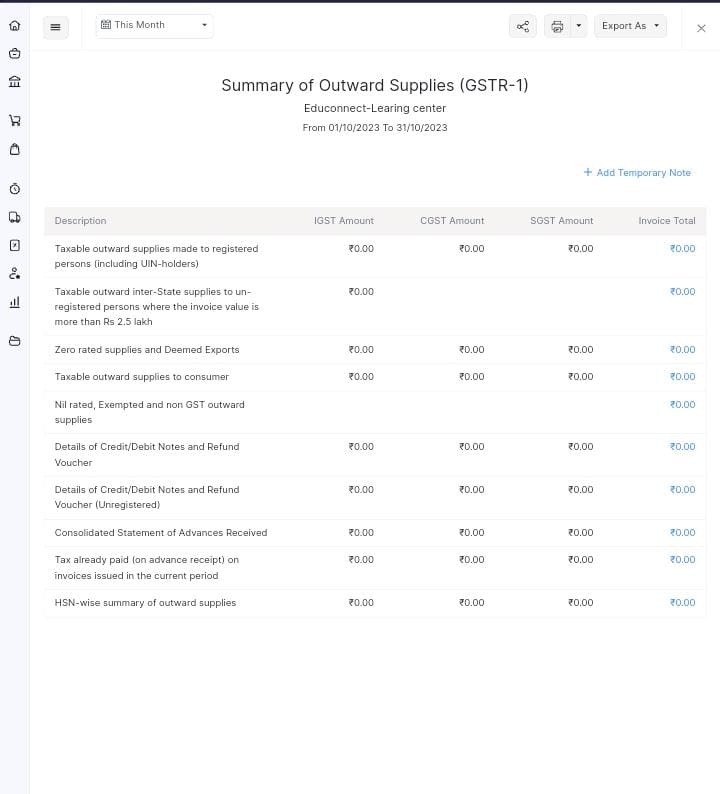 This Month
Export As
Summary of Outward Supplies (GSTR-1)
Educonnect-Learing center
From 01/10/2023 To 31/10/2023
+ Add Temporary Note
Description IGST Amount CGST Amount SGST Amount Invoice Total
Taxable outward supplies made to registered ₹0.00 ₹0.00 ₹0.00 ₹0.00
persons (including UIN-holders)
Taxable outward inter-State supplies to un- ₹0.00 ₹0.00
registered persons where the invoice value is
more than Rs 2.5 lakh
Zero rated supplies and Deemed Exports ₹0.00 ₹0.00 ₹0.00 ₹0.00
Taxable outward supplies to consumer ₹0.00 ₹0.00 ₹0.00 ₹0.00
Nil rated, Exempted and non GST outward ₹0.00
supplies
Details of Credit/Debit Notes and Refund ₹0.00 ₹0.00 ₹0.00 ₹0.00
Voucher
Details of Credit/Debit Notes and Refund ₹0.00 ₹0.00 ₹0.00 ₹0.00
Voucher (Unregistered)
Consolidated Statement of Advances Received ₹0.00 ₹0.00 ₹0.00 ₹0.00
Tax already paid (on advance receipt) on ₹0.00 ₹0.00 ₹0.00 ₹0.00
invoices issued in the current period
HSN-wise summary of outward supplies ₹0.00 ₹0.00 ₹0.00 ₹0.00